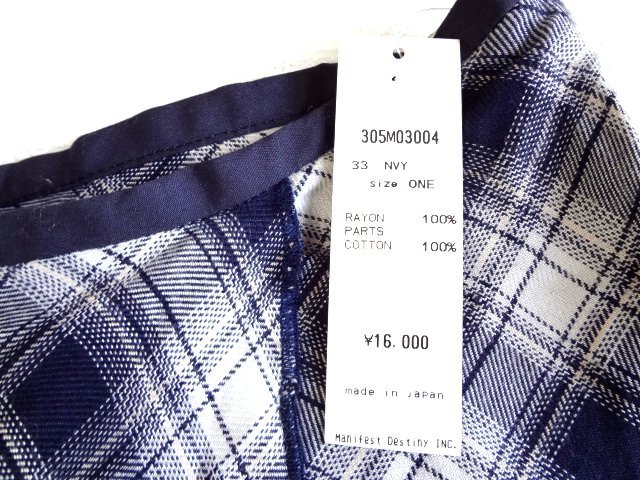 305M03004
33 NVY
size ONE
RAYON 100%
PARTS
COTTON 100%
¥16.000
made in JAPAN
Manifest Destiny INC.